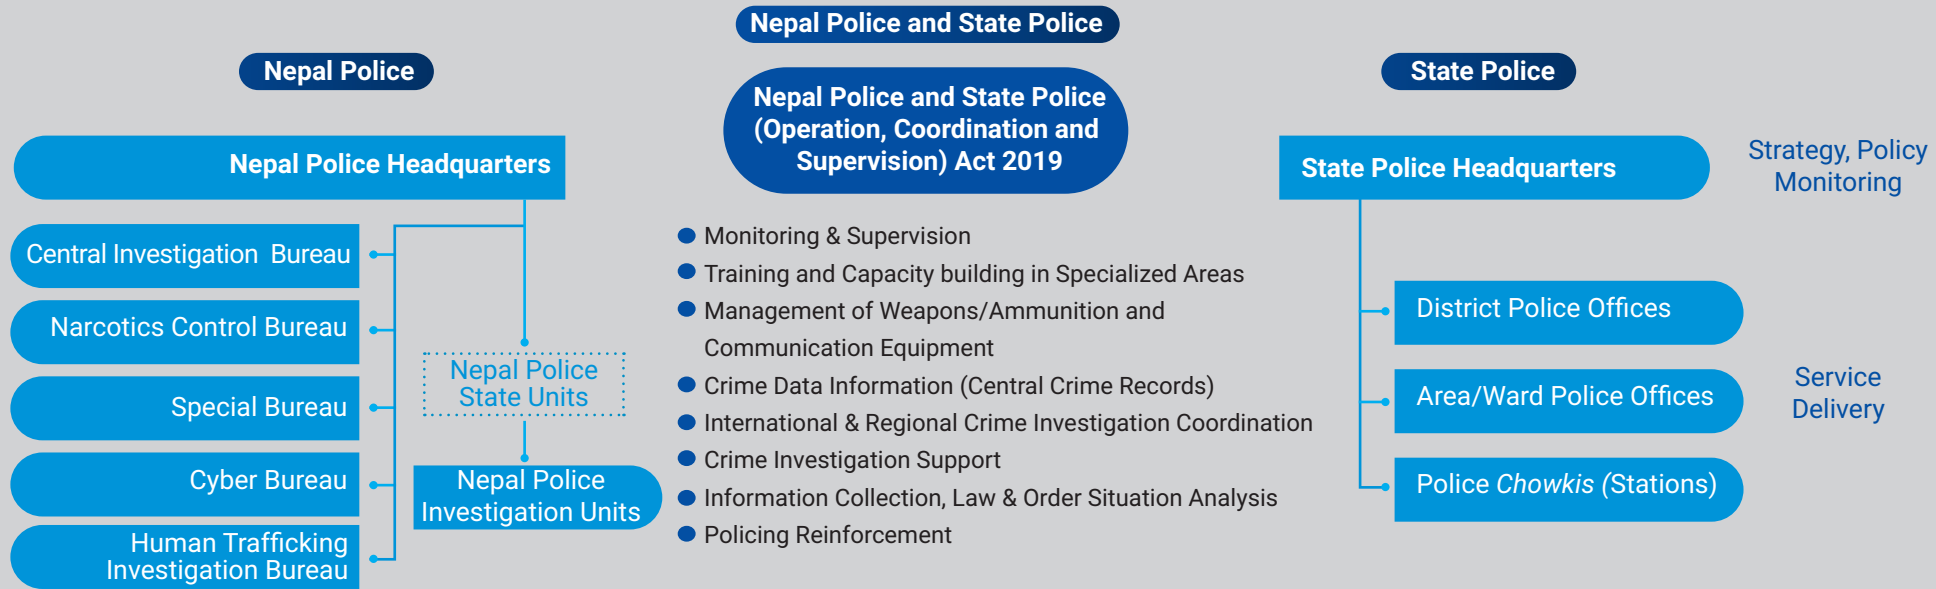 Nepal Police and State Police
Nepal Police
State Police
Nepal Police Headquarters
Central Investigation Bureau
Narcotics Control Bureau
Special Bureau
Cyber Bureau
Human Trafficking
Investigation Bureau
Nepal Police
State Units
Nepal Police
Investigation Units
Nepal Police and State Police
(Operation, Coordination and
Supervision) Act 2019
Monitoring & Supervision
Training and Capacity building in Specialized Areas
Management of Weapons/Ammunition and
Communication Equipment
Crime Data Information (Central Crime Records)
International & Regional Crime Investigation Coordination
Crime Investigation Support
Information Collection, Law & Order Situation Analysis
Policing Reinforcement
State Police Headquarters
District Police Offices
Area/Ward Police Offices
Police Chowkis (Stations)
Strategy, Policy
Monitoring
Service
Delivery